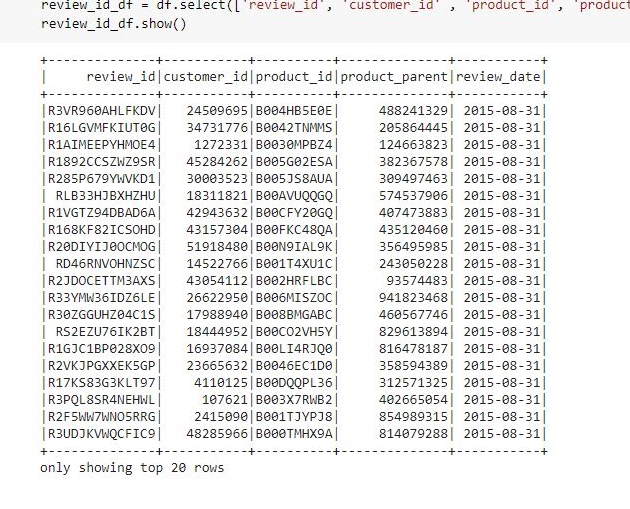 review_id_df = df.select(['review_id', 'customer_id' , 'product_id', 'product
review_id_df.show()
+--------------+-----------+----------+--------------+-----------+
|     review_id|customer_id|product_id|product_parent|review_date|
+--------------+-----------+----------+--------------+-----------+
|R3VR960AHLFKDV|   24509695|B004HB5E0E|     488241329| 2015-08-31|
|R16LGVMFKIUT0G|   34731776|B0042TNMMS|     205864445| 2015-08-31|
|R1AIMEEPYHMOE4|    1272331|B0030MPBZ4|     124663823| 2015-08-31|
|R1892CCSZWZ9SR|   45284262|B005G02ESA|     382367578| 2015-08-31|
|R285P679YWVKD1|   30003523|B005JS8AUA|     309497463| 2015-08-31|
| RLB33HJBXHZHU|   18311821|B00AVUQQGQ|     574537906| 2015-08-31|
|R1VGTZ94DBAD6A|   42943632|B00CFY20GQ|     407473883| 2015-08-31|
|R168KF82ICSOHD|   43157304|B00FKC48QA|     435120460| 2015-08-31|
|R20DIYIJ0OCMOG|   51918480|B00N9IAL9K|     356495985| 2015-08-31|
| RD46RNVOHNZSC|   14522766|B001T4XU1C|     243050228| 2015-08-31|
|R2JDOCETTM3AXS|   43054112|B002HRFLBC|      93574483| 2015-08-31|
|R33YMW36IDZ6LE|   26622950|B006MISZOC|     941823468| 2015-08-31|
|R30ZGGUHZ04C1S|   17988940|B008BMGABC|     460567746| 2015-08-31|
| RS2EZU76IK2BT|   18444952|B00CO2VH5Y|     829613894| 2015-08-31|
|R1GJC1BP028XO9|   16937084|B00LI4RJQ0|     816478187| 2015-08-31|
|R2VKJPGXXEK5GP|   23665632|B0046EC1D0|     358594389| 2015-08-31|
|R17KS83G3KLT97|    4110125|B00DQQPL36|     312571325| 2015-08-31|
|R3PQL8SR4NEHWL|     107621|B003X7RWB2|     402665054| 2015-08-31|
|R2F5WW7WNO5RRG|    2415090|B001TJYPJ8|     854989315| 2015-08-31|
|R3UDJKVWQCFIC9|   48285966|B000TMHX9A|     814079288| 2015-08-31|
+--------------+-----------+----------+--------------+-----------+
only showing top 20 rows